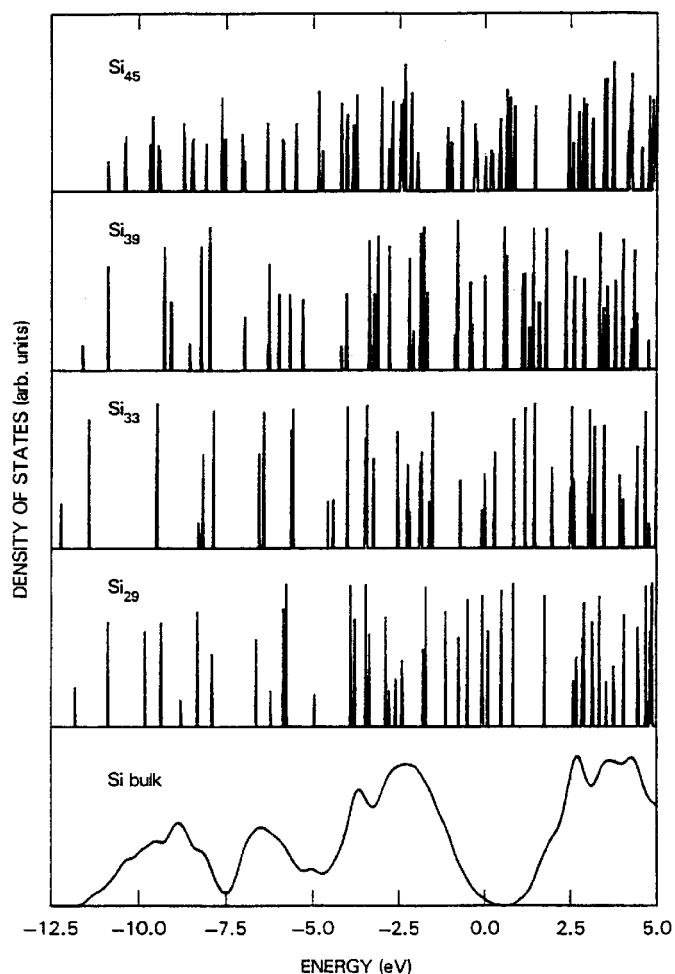 Si45
Si39
Si33
Si29
Si bulk
DENSITY OF STATES (arb. units)
−12.5 −10.0 −7.5 −5.0 −2.5 0.0 2.5 5.0
ENERGY (eV)